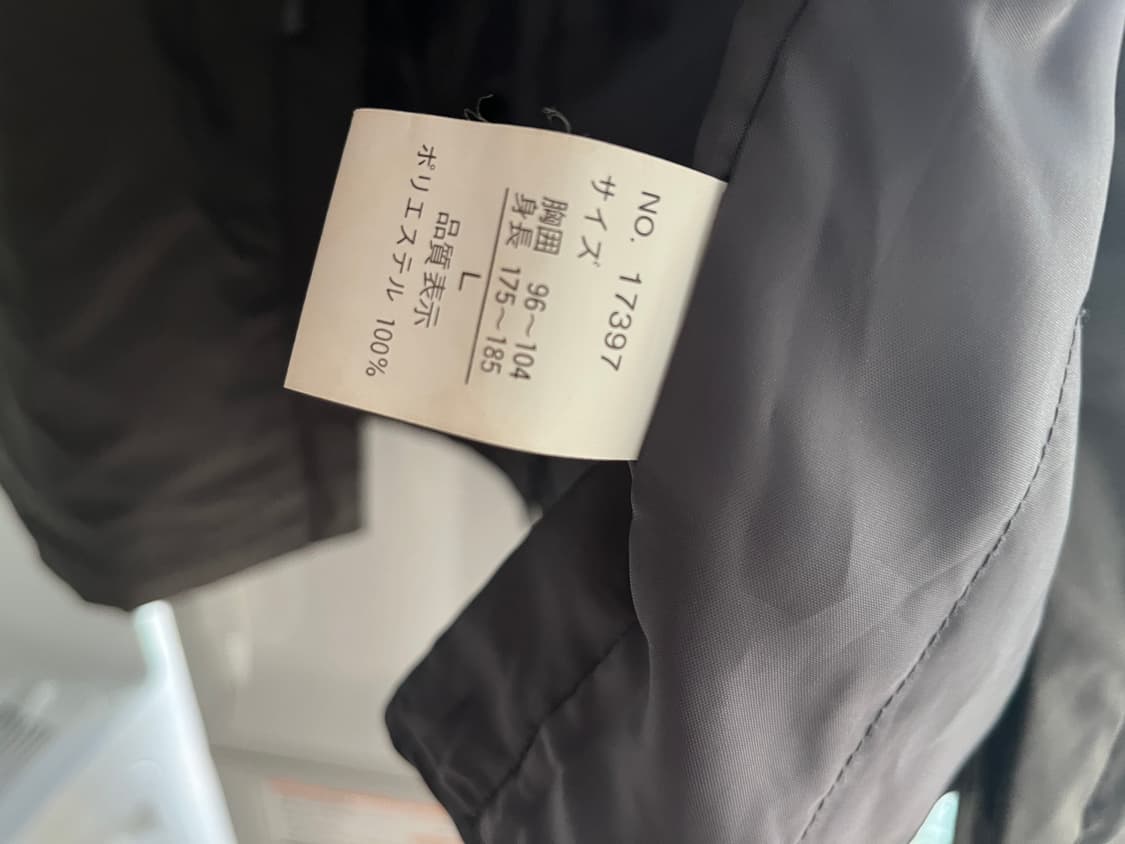 NO. 17397
サイズ
胸囲 96～104
身長 175～185
L
品質表示
ポリエステル 100%